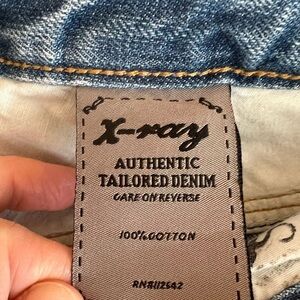 X-ray
AUTHENTIC
TAILORED DENIM
CARE ON REVERSE
100% COTTON
RN#112642